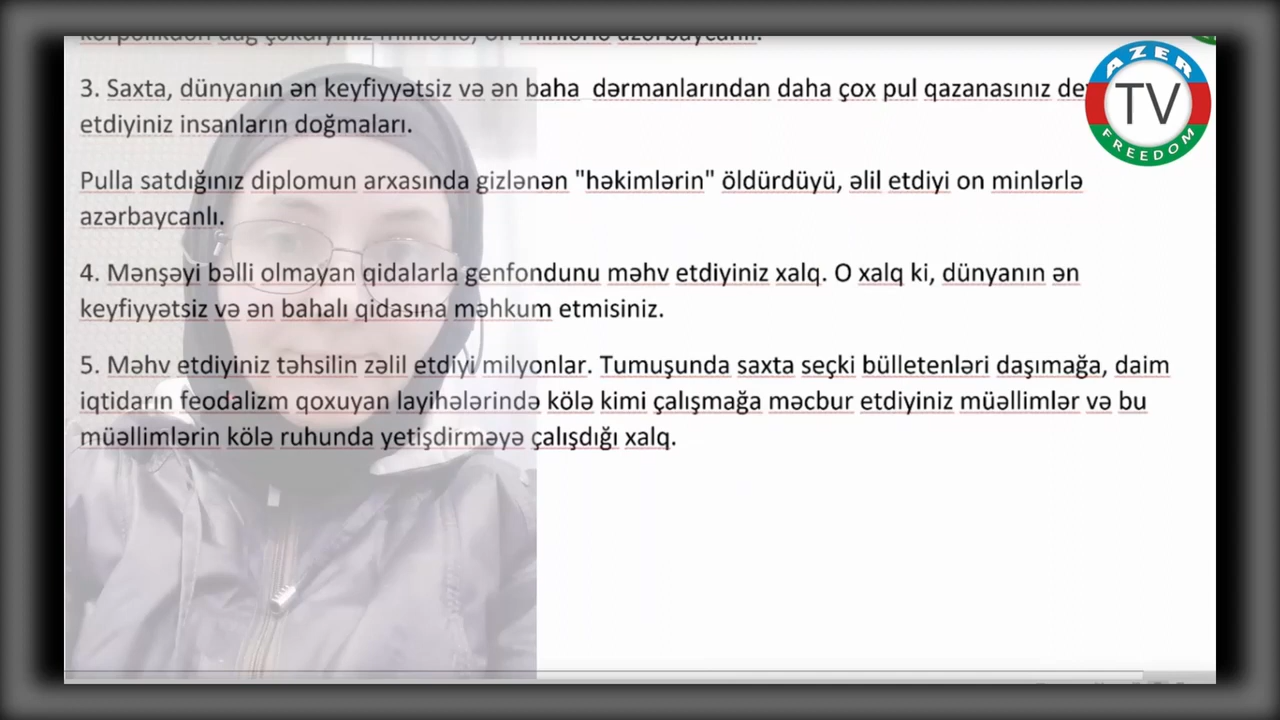 3. Saxta, dünyanın ən keyfiyyətsiz və ən baha dərmanlarından daha çox pul qazanasınız
etdiyiniz insanların doğmaları.
Pulla satdığınız diplomun arxasında gizlənən "həkimlərin" öldürdüyü, əlil etdiyi on minlərlə
azərbaycanlı.
4. Mənşəyi bəlli olmayan qidalarla genfondunu məhv etdiyiniz xalq. O xalq ki, dünyanın ən
keyfiyyətsiz və ən bahalı qidasına məhkum etmisiniz.
5. Məhv etdiyiniz təhsilin zəlil etdiyi milyonlar. Tumuşunda saxta seçki bülletenləri daşımağa, daim
iqtidarın feodalizm qoxuyan layihələrində kölə kimi çalışmağa məcbur etdiyiniz müəllimlər və bu
müəllimlərin kölə ruhunda yetişdirməyə çalışdığı xalq.
AZER
TV
FREEDOM